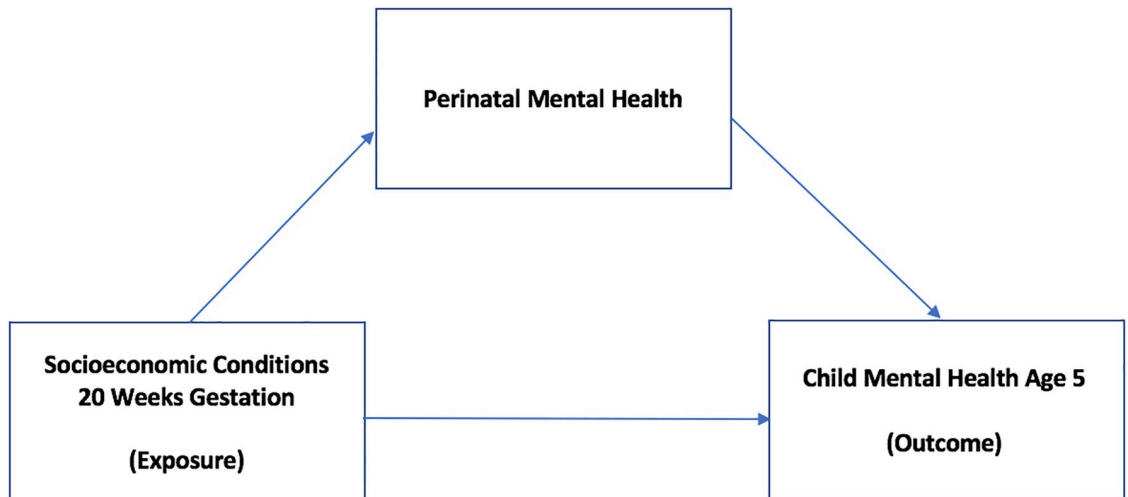 Perinatal Mental Health
Socioeconomic Conditions
20 Weeks Gestation
(Exposure)
Child Mental Health Age 5
(Outcome)